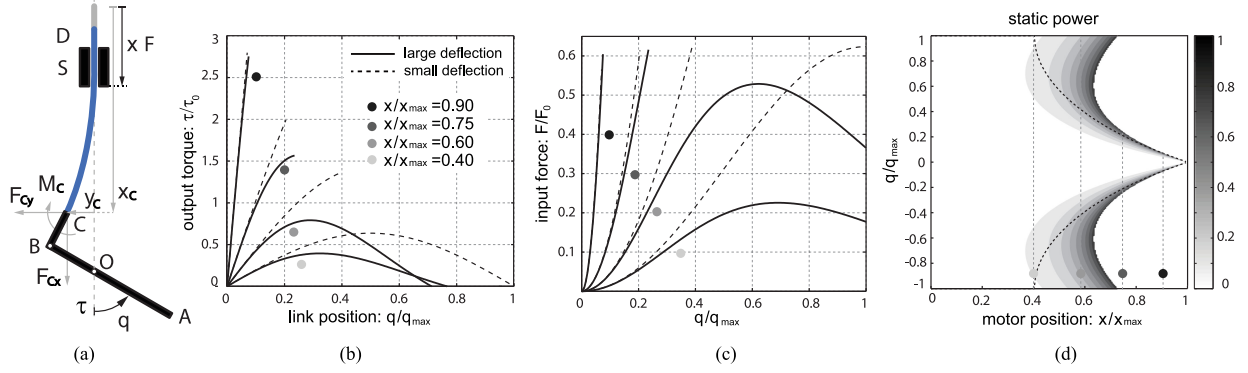 D
S
x F
M_C
y_C
x_C
F_Cy
C
B
O
F_Cx
τ
q
A
(a)
output torque: τ/τ_0
3
2.5
2
1.5
1
0.5
0
0 0.2 0.4 0.6 0.8 1
link position: q/q_max
large deflection
small deflection
x/x_max =0.90
x/x_max =0.75
x/x_max =0.60
x/x_max =0.40
(b)
input force: F/F_0
0.6
0.5
0.4
0.3
0.2
0.1
0 0.2 0.4 0.6 0.8 1
q/q_max
(c)
static power
q/q_max
1
0.8
0.6
0.4
0.2
0
-0.2
-0.4
-0.6
-0.8
-1
0 0.2 0.4 0.6 0.8 1
motor position: x/x_max
1
0.8
0.6
0.4
0.2
0
(d)